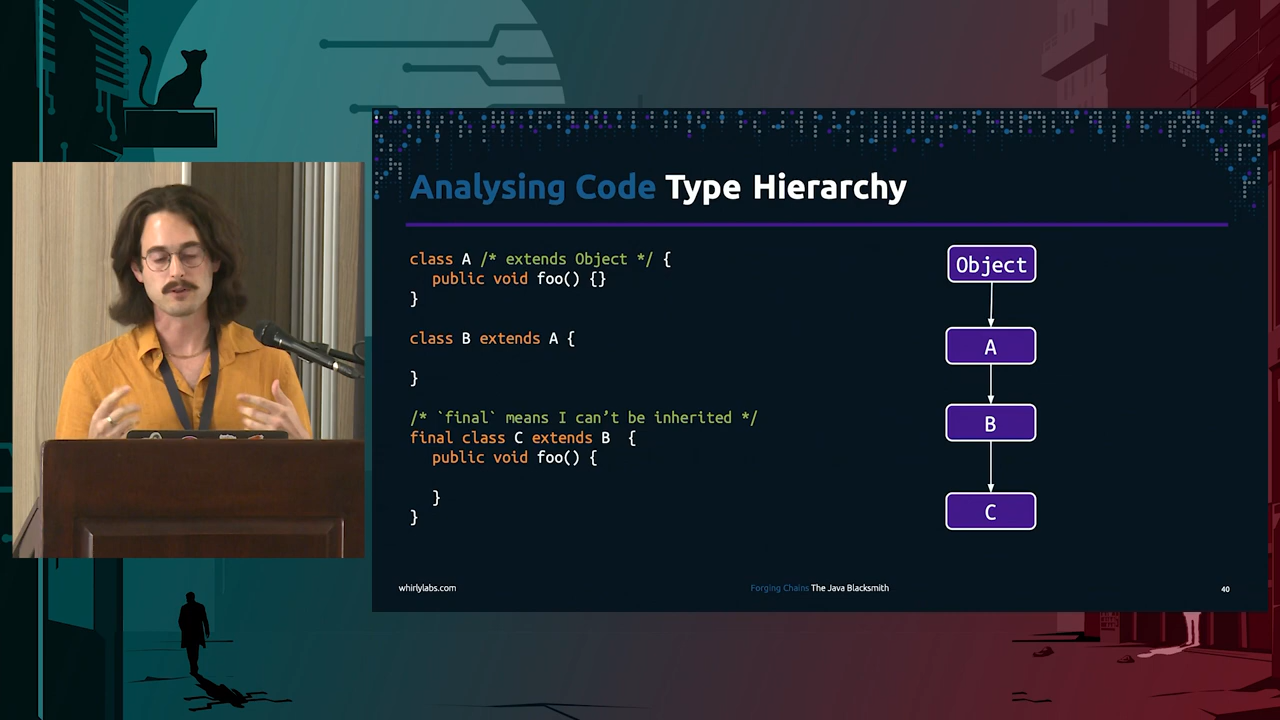 Analysing Code Type Hierarchy
class A /* extends Object */ {
public void foo() {}
}
class B extends A {
}
/* `final` means I can’t be inherited */
final class C extends B {
public void foo() {
}
}
Object
A
B
C
whirlylabs.com
Forging Chains The Java Blacksmith
40